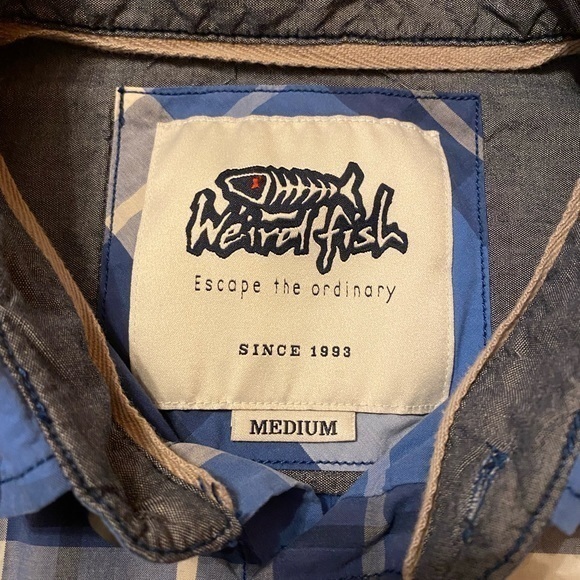 Weird fish
Escape the ordinary
SINCE 1993
MEDIUM